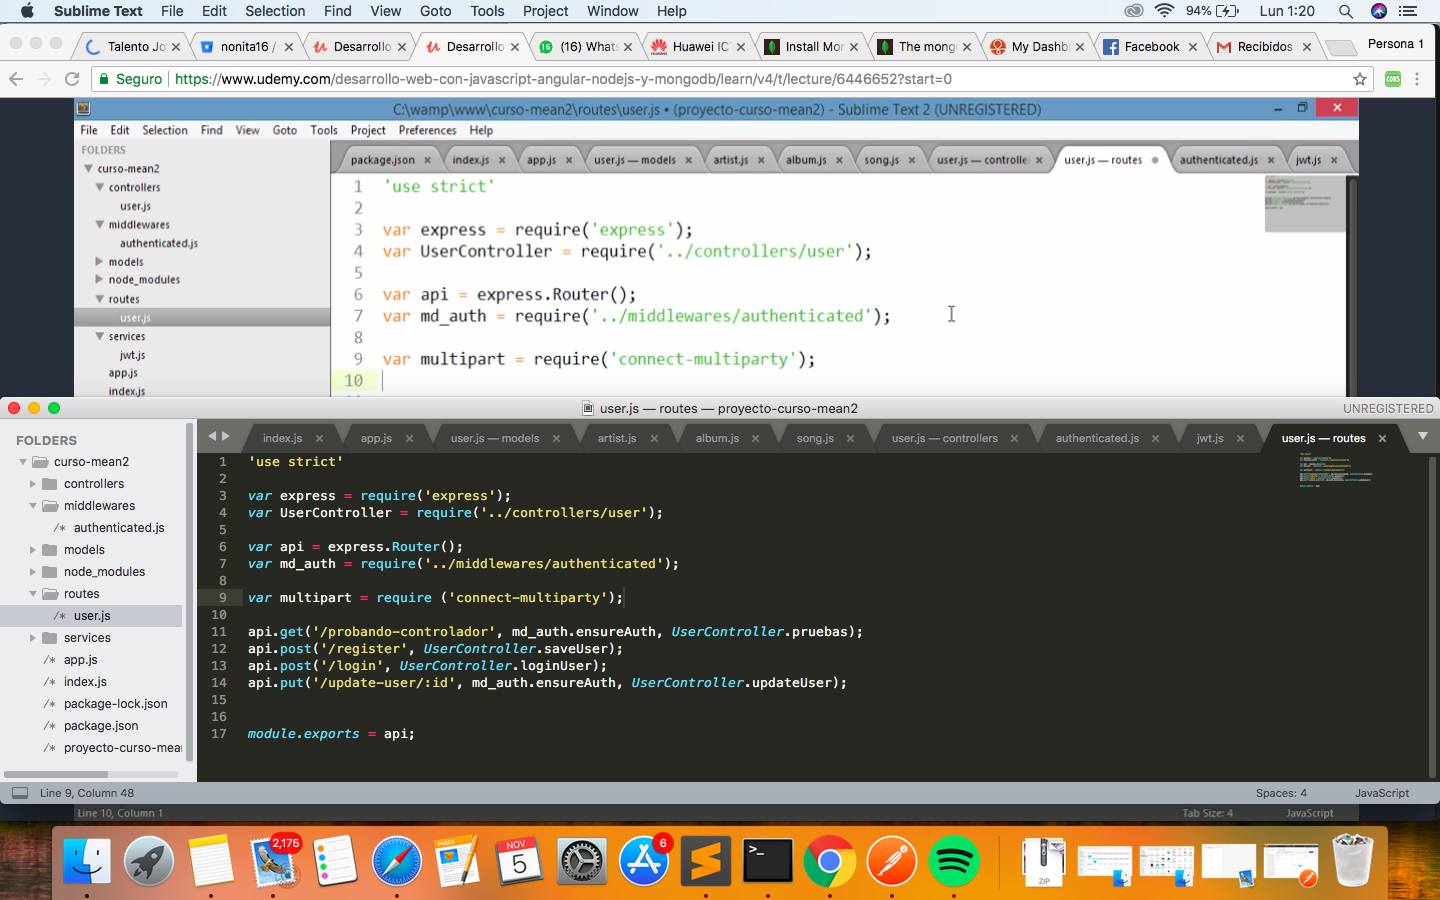 Sublime Text File Edit Selection Find View Goto Tools Project Window Help 94% Lun 1:20
Talento Jo × nonita16 / × Desarrollo × Desarrollo × (16) Whats × Huawei IC × Install Mon × The mong × My Dashb × Facebook × Recibidos × Persona 1
Seguro | https://www.udemy.com/desarrollo-web-con-javascript-angular-nodejs-y-mongodb/learn/v4/t/lecture/6446652?start=0
C:\wamp\www\curso-mean2\routes\user.js • (proyecto-curso-mean2) - Sublime Text 2 (UNREGISTERED)
File Edit Selection Find View Goto Tools Project Preferences Help
FOLDERS
curso-mean2
controllers
user.js
middlewares
authenticated.js
models
node_modules
routes
user.js
services
jwt.js
app.js
index.js
package.json × index.js × app.js × user.js — models × artist.js × album.js × song.js × user.js — controlle × user.js — routes • authenticated.js × jwt.js ×
1 'use strict'
2
3 var express = require('express');
4 var UserController = require('../controllers/user');
5
6 var api = express.Router();
7 var md_auth = require('../middlewares/authenticated');
8
9 var multipart = require('connect-multiparty');
10
user.js — routes — proyecto-curso-mean2 UNREGISTERED
FOLDERS
curso-mean2
controllers
middlewares
/* authenticated.js
models
node_modules
routes
/* user.js
services
/* app.js
/* index.js
/* package-lock.json
/* package.json
/* proyecto-curso-mea
index.js × app.js × user.js — models × artist.js × album.js × song.js × user.js — controllers × authenticated.js × jwt.js × user.js — routes ×
1 'use strict'
2
3 var express = require('express');
4 var UserController = require('../controllers/user');
5
6 var api = express.Router();
7 var md_auth = require('../middlewares/authenticated');
8
9 var multipart = require ('connect-multiparty');
10
11 api.get('/probando-controlador', md_auth.ensureAuth, UserController.pruebas);
12 api.post('/register', UserController.saveUser);
13 api.post('/login', UserController.loginUser);
14 api.put('/update-user/:id', md_auth.ensureAuth, UserController.updateUser);
15
16
17 module.exports = api;
Line 9, Column 48 Spaces: 4 JavaScript
Line 10, Column 1 Tab Size: 4 JavaScript
2,175
NOV
5
6
ZIP